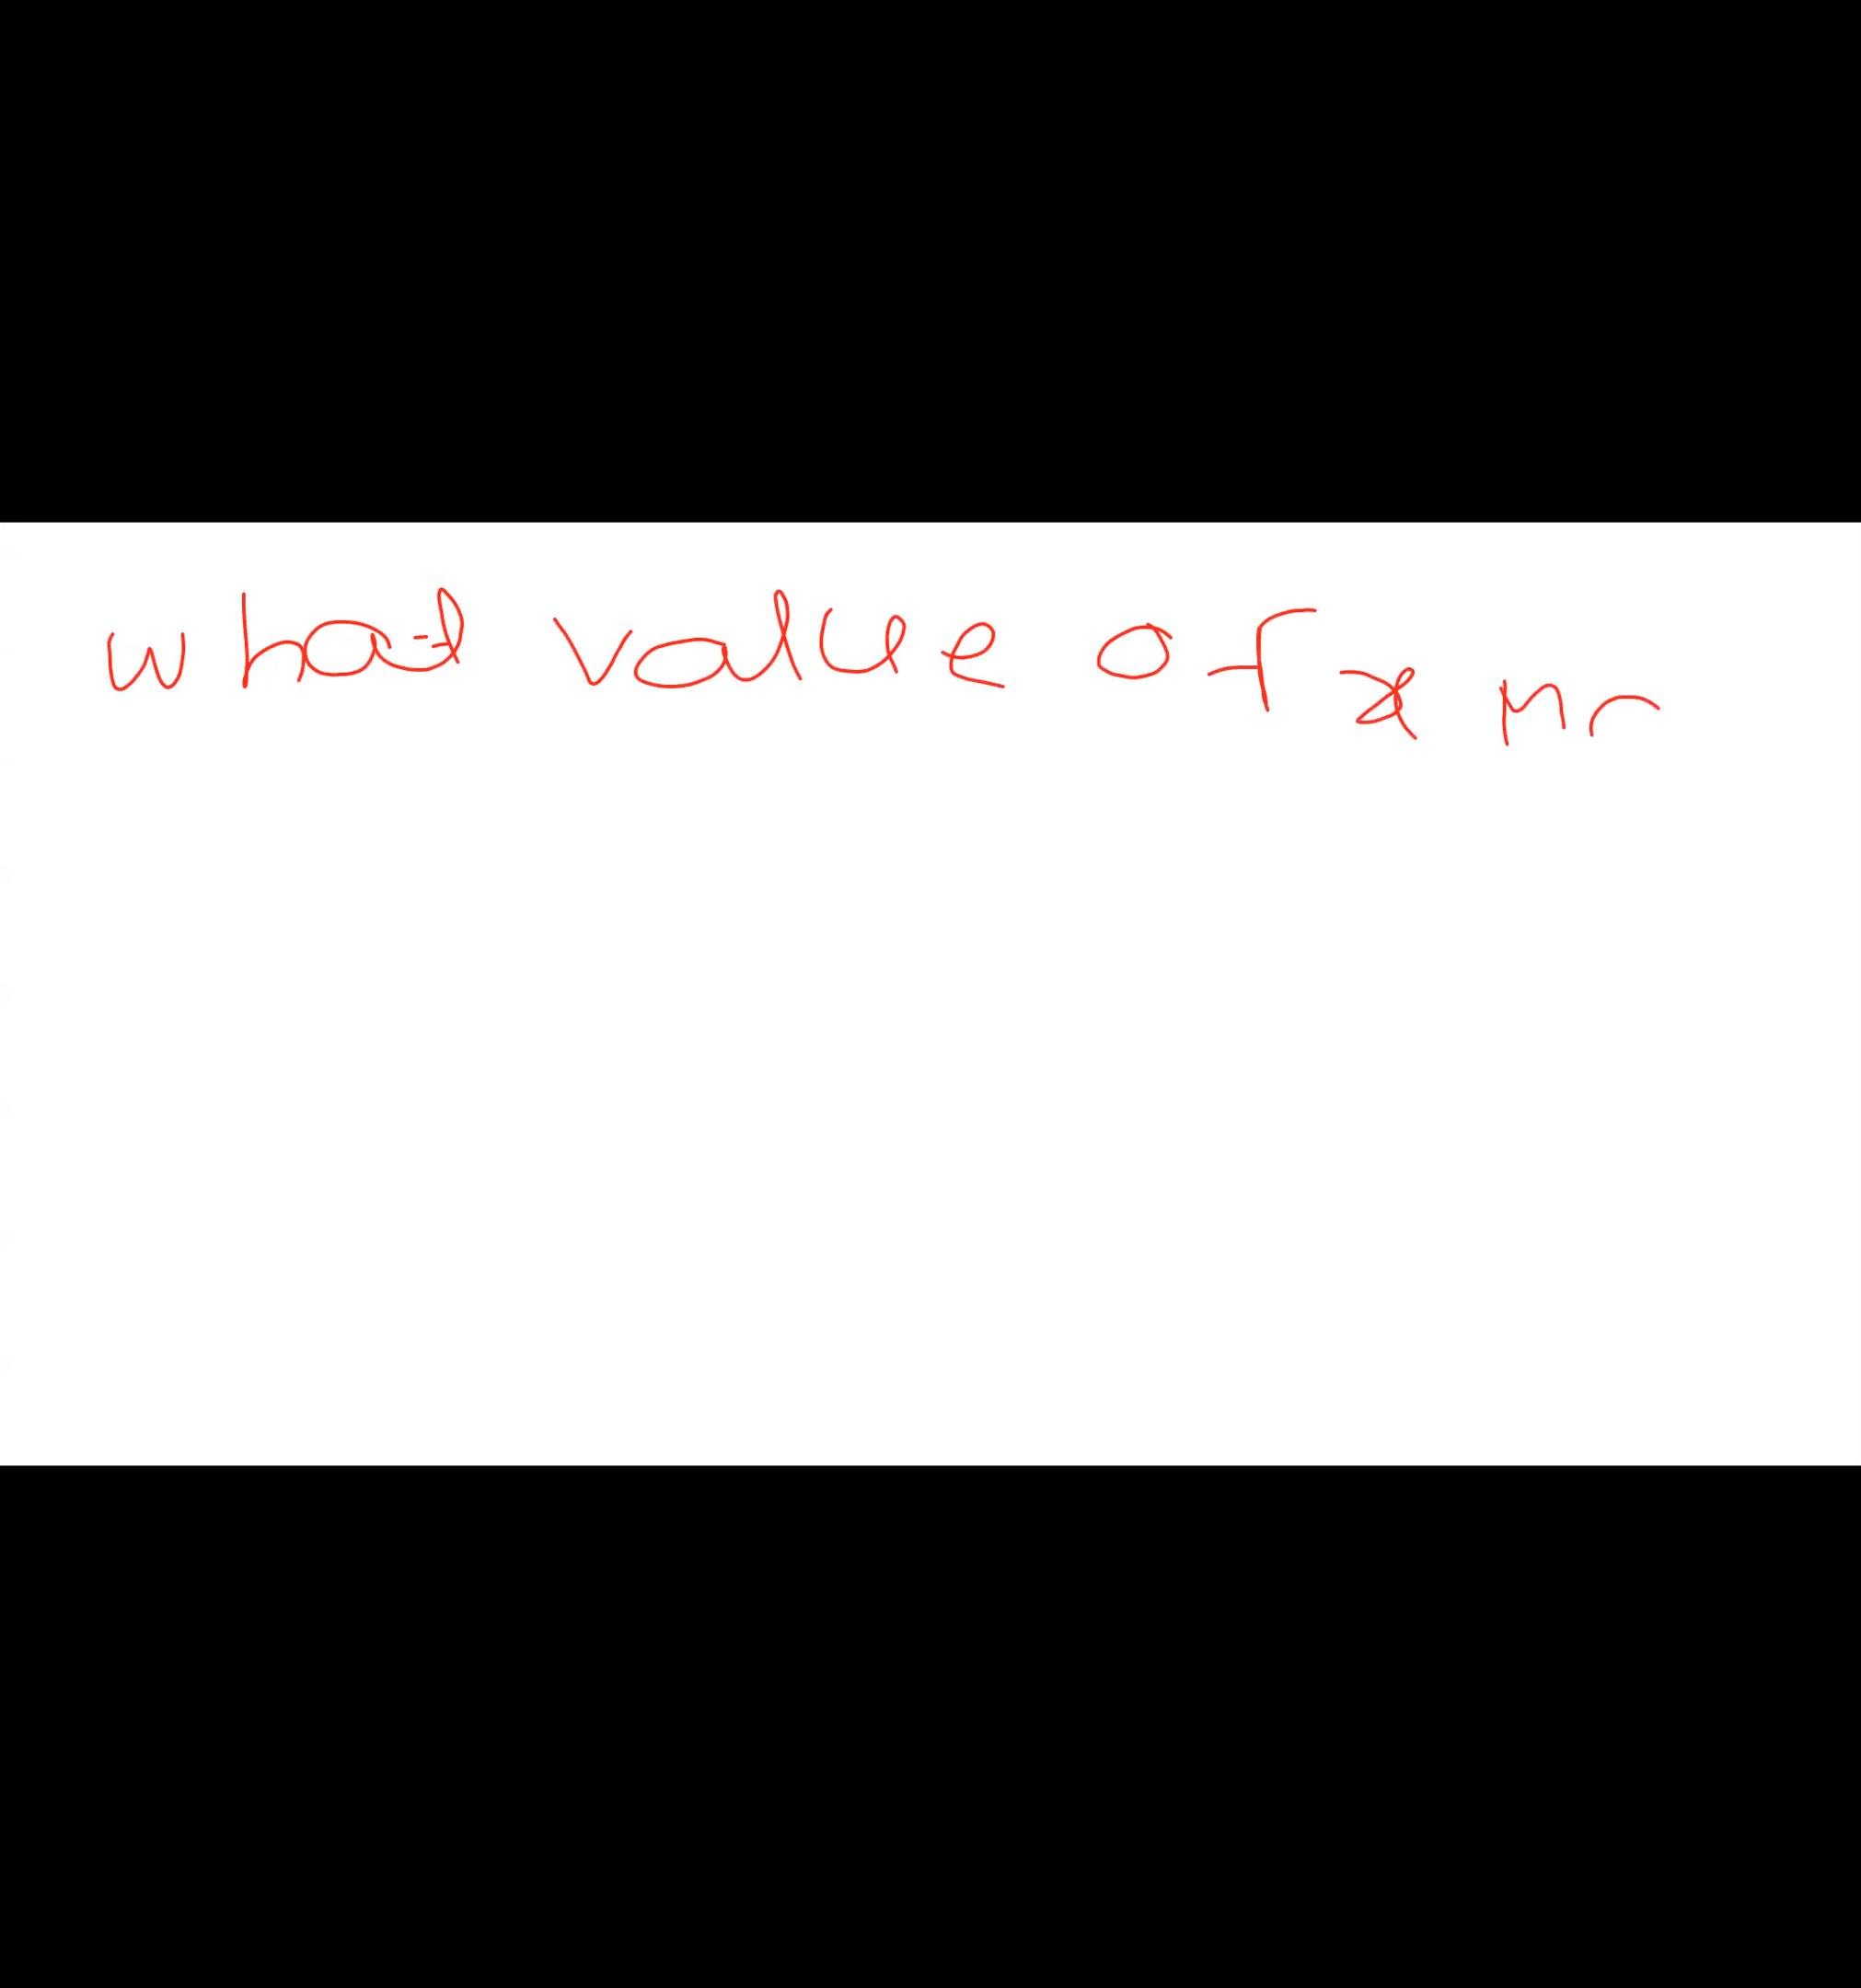 what value of x